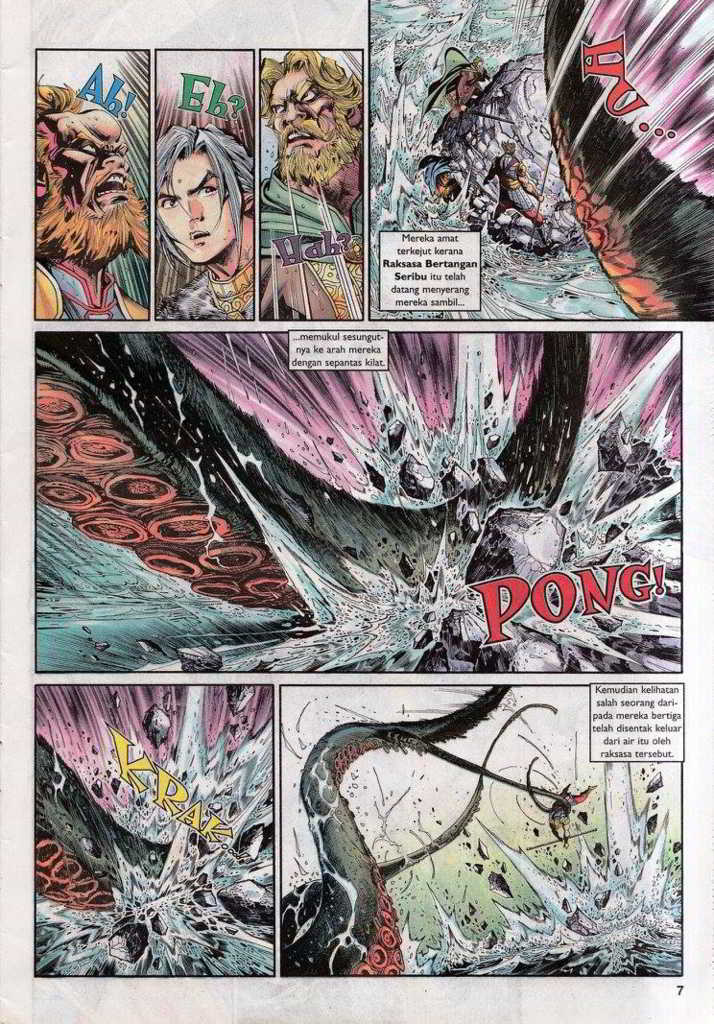 Ah!
Eh?
Hah?
AU...
Mereka amat
terkejut kerana
Raksasa Bertangan
Seribu itu telah
datang menyerang
mereka sambil...
...memukul sesungut-
nya ke arah mereka
dengan sepantas kilat.
PONG!
KRAK...!
Kemudian kelihatan
salah seorang dari-
pada mereka bertiga
telah disentak keluar
dari air itu oleh
raksasa tersebut.
7